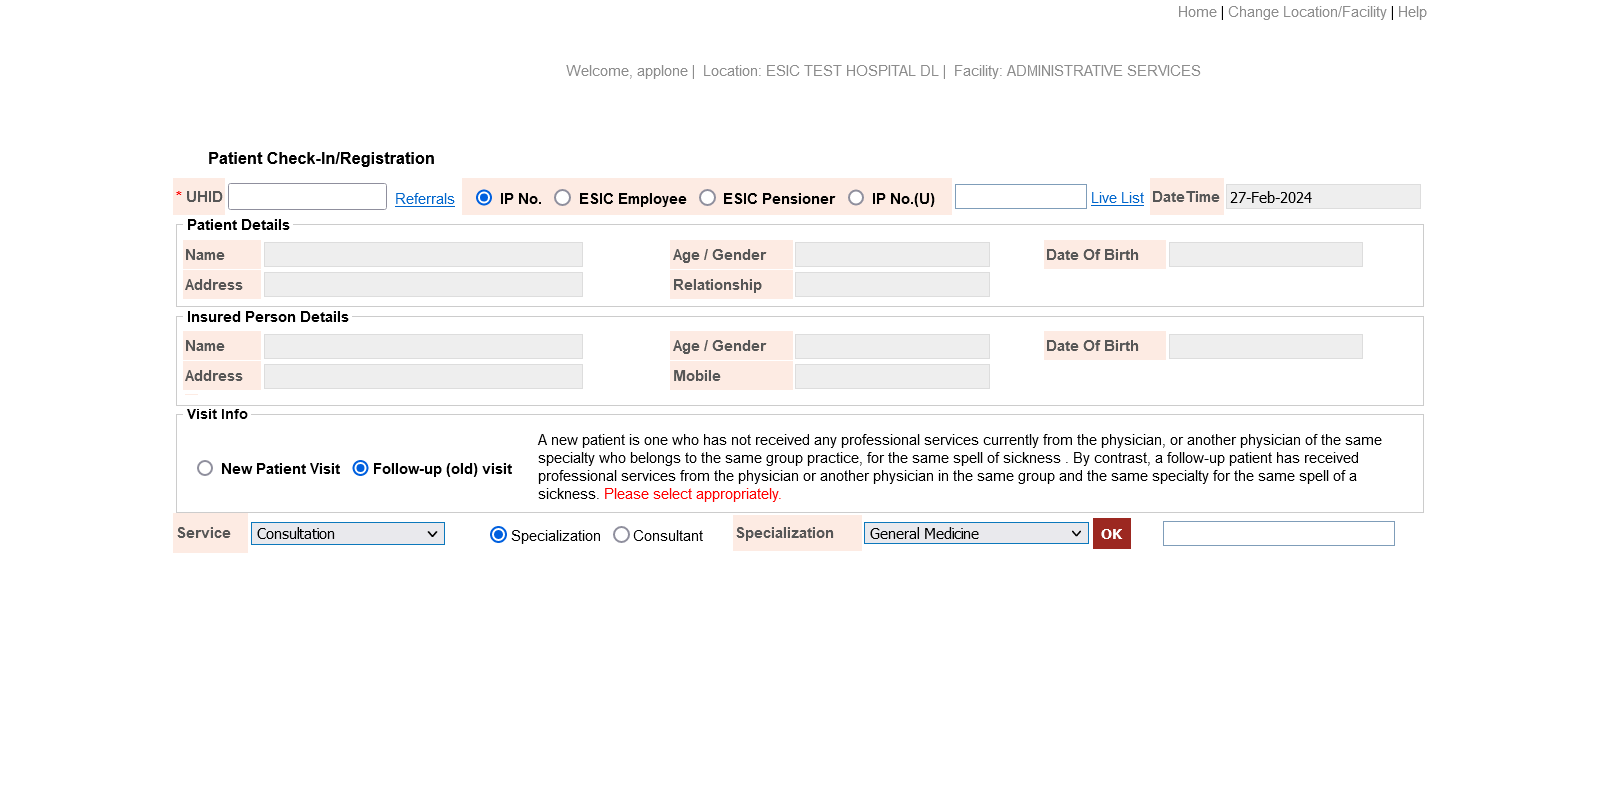 Home | Change Location/Facility | Help
Welcome, applone | Location: ESIC TEST HOSPITAL DL | Facility: ADMINISTRATIVE SERVICES
Patient Check-In/Registration
* UHID Referrals IP No. ESIC Employee ESIC Pensioner IP No.(U) Live List DateTime 27-Feb-2024
Patient Details
Name Age / Gender Date Of Birth
Address Relationship
Insured Person Details
Name Age / Gender Date Of Birth
Address Mobile
Visit Info
New Patient Visit Follow-up (old) visit
A new patient is one who has not received any professional services currently from the physician, or another physician of the same
specialty who belongs to the same group practice, for the same spell of sickness . By contrast, a follow-up patient has received
professional services from the physician or another physician in the same group and the same specialty for the same spell of a
sickness. Please select appropriately.
Service Consultation Specialization Consultant Specialization General Medicine OK